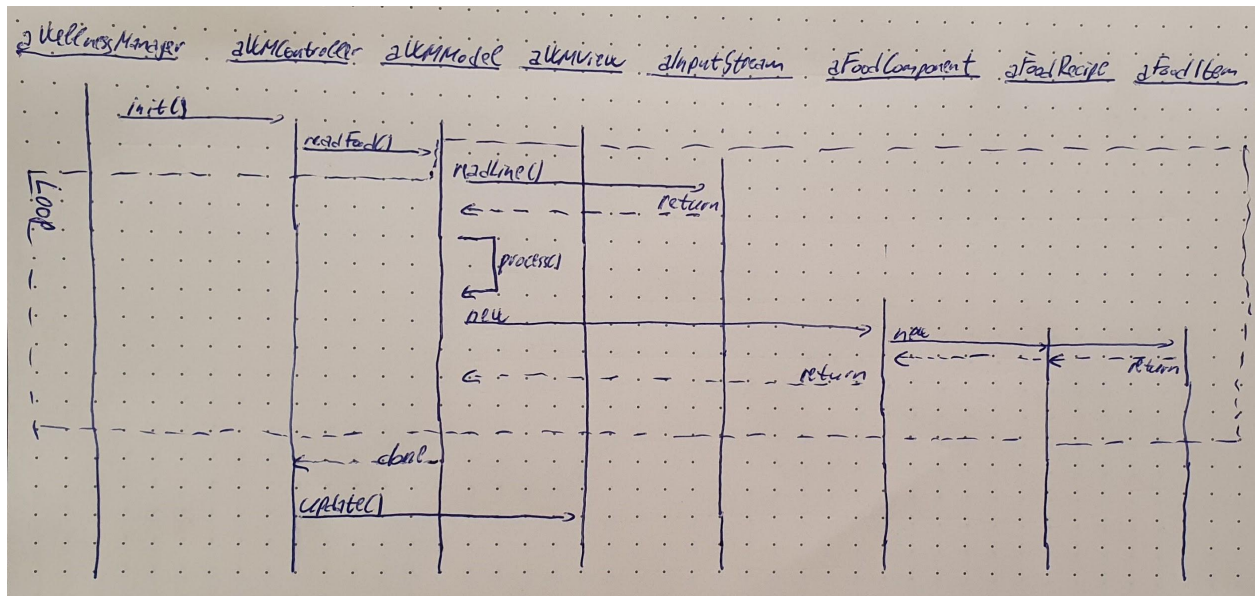 aWellnessManager aWMController aWMModel aWMView aInputStream aFoodComponent aFoodRecipe aFoodItem
init()
readFood()
readLine()
Loop
return
process()
new
new
return
return
done
update()